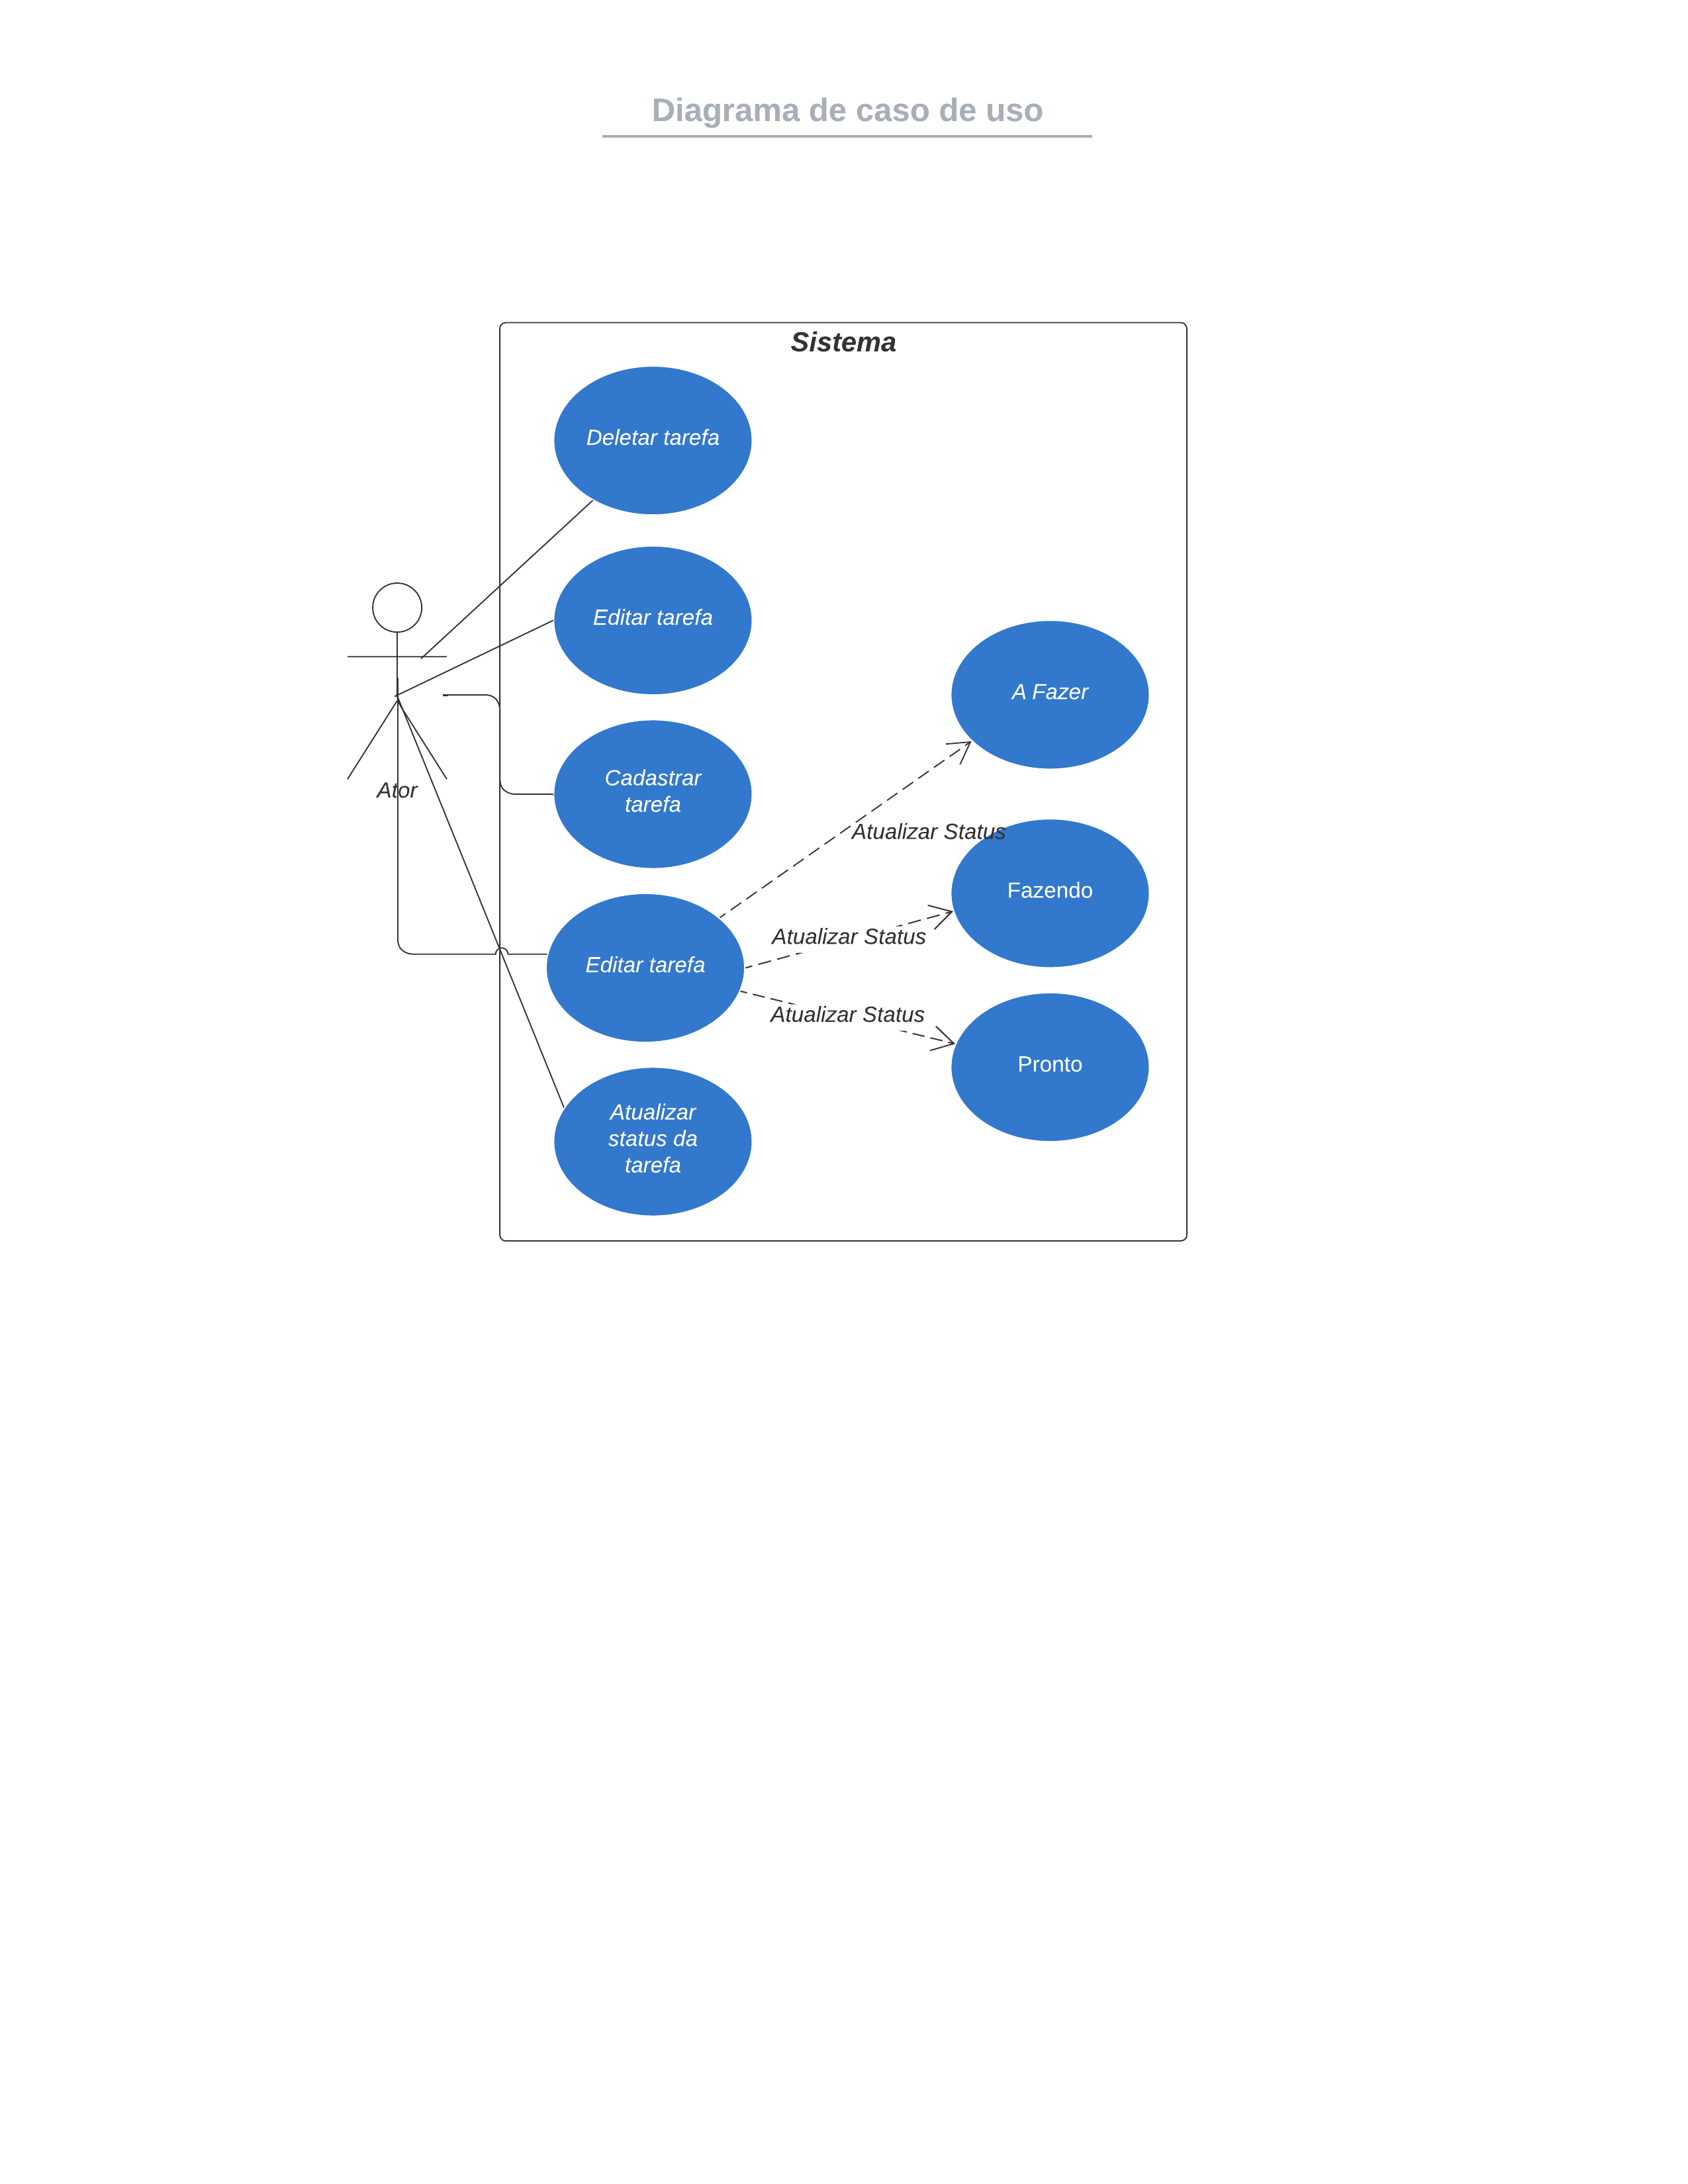 Diagrama de caso de uso
Sistema
Deletar tarefa
Editar tarefa
A Fazer
Cadastrar
tarefa
Ator
Atualizar Status
Fazendo
Atualizar Status
Editar tarefa
Atualizar Status
Pronto
Atualizar
status da
tarefa